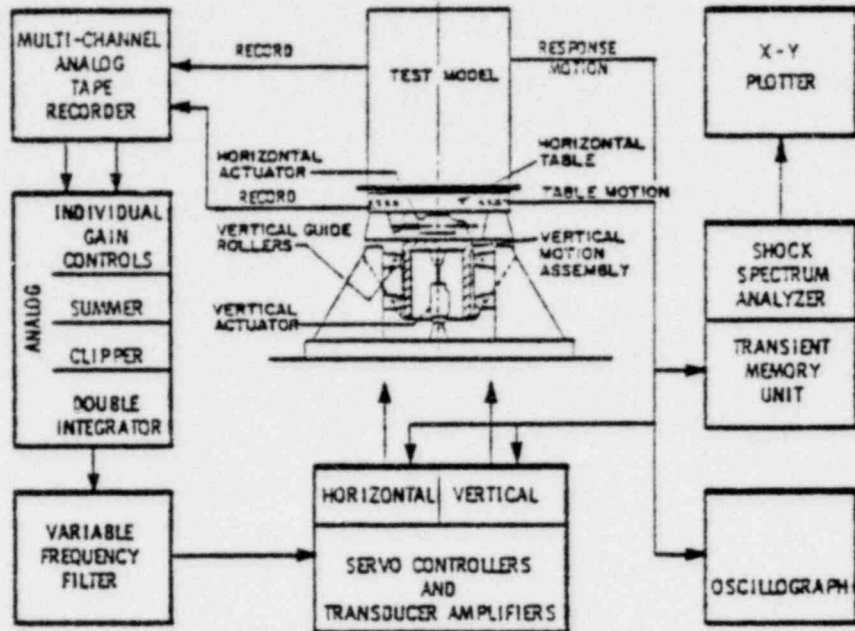 MULTI-CHANNEL
ANALOG
TAPE
RECORDER
RECORD
TEST MODEL
RESPONSE
MOTION
X-Y
PLOTTER
HORIZONTAL
ACTUATOR
HORIZONTAL
TABLE
RECORD
TABLE MOTION
ANALOG
INDIVIDUAL
GAIN
CONTROLS
SUMMER
CLIPPER
DOUBLE
INTEGRATOR
VERTICAL GUIDE
ROLLERS
VERTICAL
MOTION
ASSEMBLY
VERTICAL
ACTUATOR
SHOCK
SPECTRUM
ANALYZER
TRANSIENT
MEMORY
UNIT
VARIABLE
FREQUENCY
FILTER
HORIZONTAL
VERTICAL
SERVO CONTROLLERS
AND
TRANSDUCER AMPLIFIERS
OSCILLOGRAPH